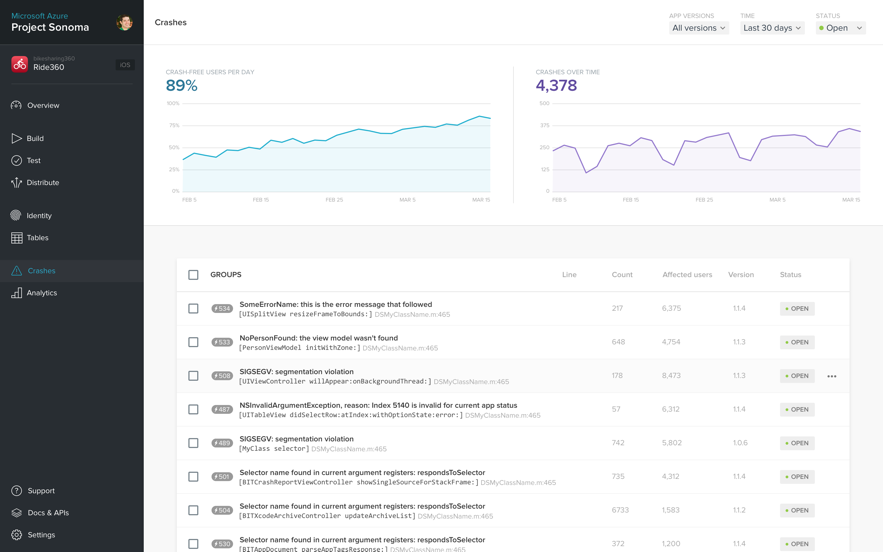 Microsoft Azure
Project Sonoma
bikesharing360
Ride360
iOS
Overview
Build
Test
Distribute
Identity
Tables
Crashes
Analytics
Support
Docs & APIs
Settings
Crashes
APP VERSIONS
All versions
TIME
Last 30 days
STATUS
Open
CRASH-FREE USERS PER DAY
89%
100%
75%
50%
25%
0%
FEB 5 FEB 15 FEB 25 MAR 5 MAR 15
CRASHES OVER TIME
4,378
500
375
250
125
0
FEB 5 FEB 15 FEB 25 MAR 5 MAR 15
GROUPS Line Count Affected users Version Status
534 SomeErrorName: this is the error message that followed 217 6,375 1.1.4 OPEN
[UISplitView resizeFrameToBounds:] DSMyClassName.m:465
533 NoPersonFound: the view model wasn't found 648 4,754 1.1.3 OPEN
[PersonViewModel initWithZone:] DSMyClassName.m:465
508 SIGSEGV: segmentation violation 178 8,473 1.1.3 OPEN
[UIViewController willAppear:onBackgroundThread:] DSMyClassName.m:465
487 NSInvalidArgumentException, reason: Index 5140 is invalid for current app status 57 6,312 1.1.4 OPEN
[UITableView didSelectRow:atIndex:withOptionState:error:] DSMyClassName.m:465
489 SIGSEGV: segmentation violation 742 5,802 1.0.6 OPEN
[MyClass selector] DSMyClassName.m:465
501 Selector name found in current argument registers: respondsToSelector 735 4,312 1.1.4 OPEN
[BITCrashReportViewController showSingleSourceForStackFrame:] DSMyClassName.m:465
504 Selector name found in current argument registers: respondsToSelector 6733 1,583 1.1.2 OPEN
[BITXcodeArchiveController updateArchiveList] DSMyClassName.m:465
530 Selector name found in current argument registers: respondsToSelector 372 1,200 1.1.4 OPEN
[BITAppDocument parseAppTagsResponse:] DSMyClassName.m:465